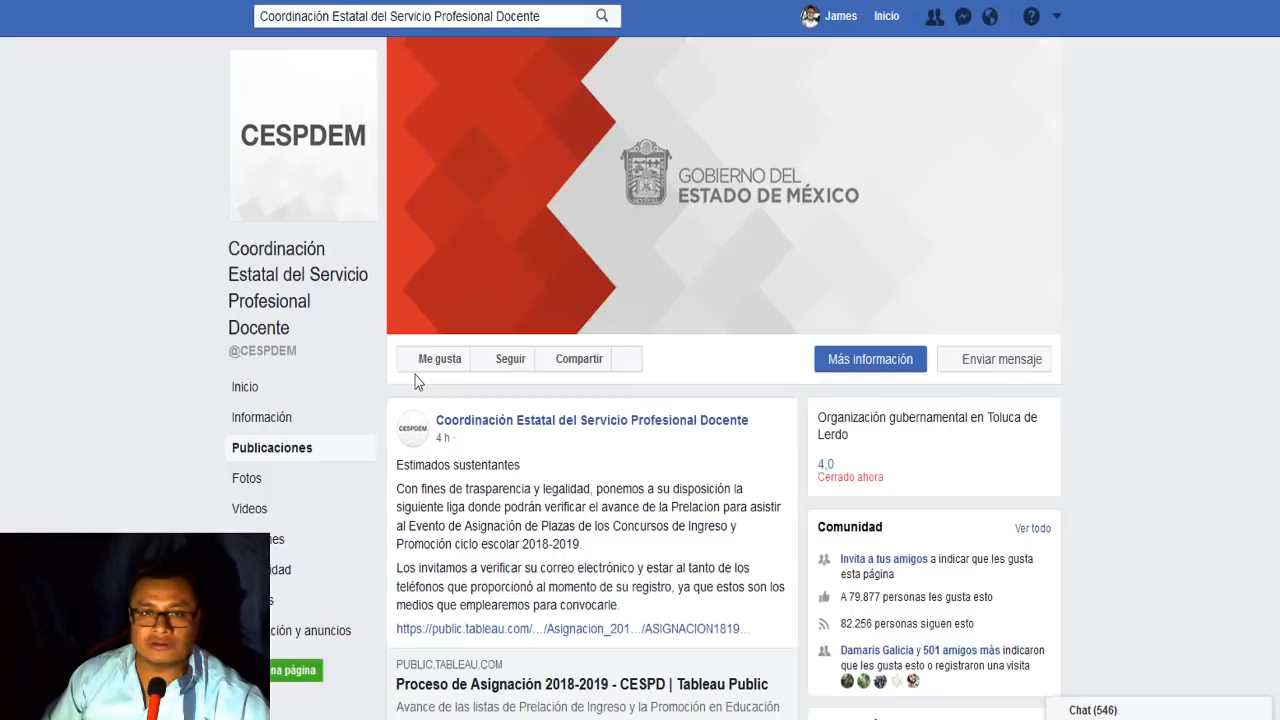 Coordinación Estatal del Servicio Profesional Docente
James
Inicio
CESPDEM
GOBIERNO DEL
ESTADO DE MÉXICO
Coordinación
Estatal del Servicio
Profesional
Docente
@CESPDEM
Inicio
Información
Publicaciones
Fotos
Videos
ción y anuncios
na página
Me gusta
Seguir
Compartir
Más información
Enviar mensaje
CESPDEM
Coordinación Estatal del Servicio Profesional Docente
4 h ·
Estimados sustentantes
Con fines de trasparencia y legalidad, ponemos a su disposición la
siguiente liga donde podrán verificar el avance de la Prelacion para asistir
al Evento de Asignación de Plazas de los Concursos de Ingreso y
Promoción ciclo escolar 2018-2019.
Los invitamos a verificar su correo electrónico y estar al tanto de los
teléfonos que proporcionó al momento de su registro, ya que estos son los
medios que emplearemos para convocarle.
https://public.tableau.com/…/Asignacion_201…/ASIGNACION1819…
PUBLIC.TABLEAU.COM
Proceso de Asignación 2018-2019 - CESPD | Tableau Public
Avance de las listas de Prelación de Ingreso y la Promoción en Educación
Organización gubernamental en Toluca de
Lerdo
4,0
Cerrado ahora
Comunidad
Ver todo
Invita a tus amigos a indicar que les gusta
esta página
A 79.877 personas les gusta esto
82.256 personas siguen esto
Damaris Galicia y 501 amigos más indicaron
que les gusta esto o registraron una visita
Chat (546)